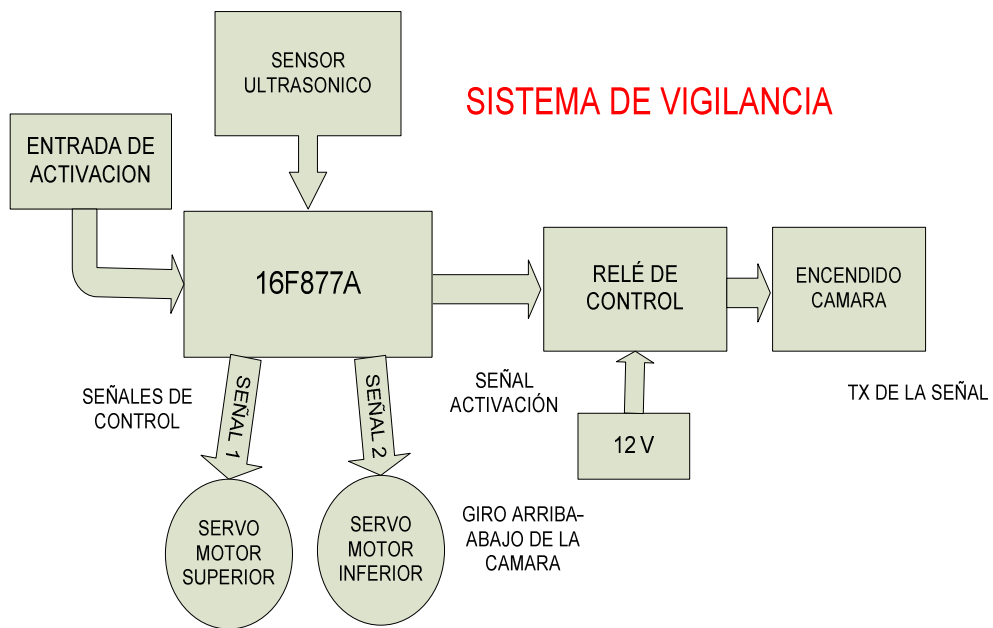 SENSOR
ULTRASONICO
SISTEMA DE VIGILANCIA
ENTRADA DE
ACTIVACION
16F877A
RELÉ DE
CONTROL
ENCENDIDO
CAMARA
SEÑALES DE
CONTROL
SEÑAL 1
SEÑAL 2
SEÑAL
ACTIVACIÓN
12 V
TX DE LA SEÑAL
SERVO
MOTOR
SUPERIOR
SERVO
MOTOR
INFERIOR
GIRO ARRIBA-
ABAJO DE LA
CAMARA